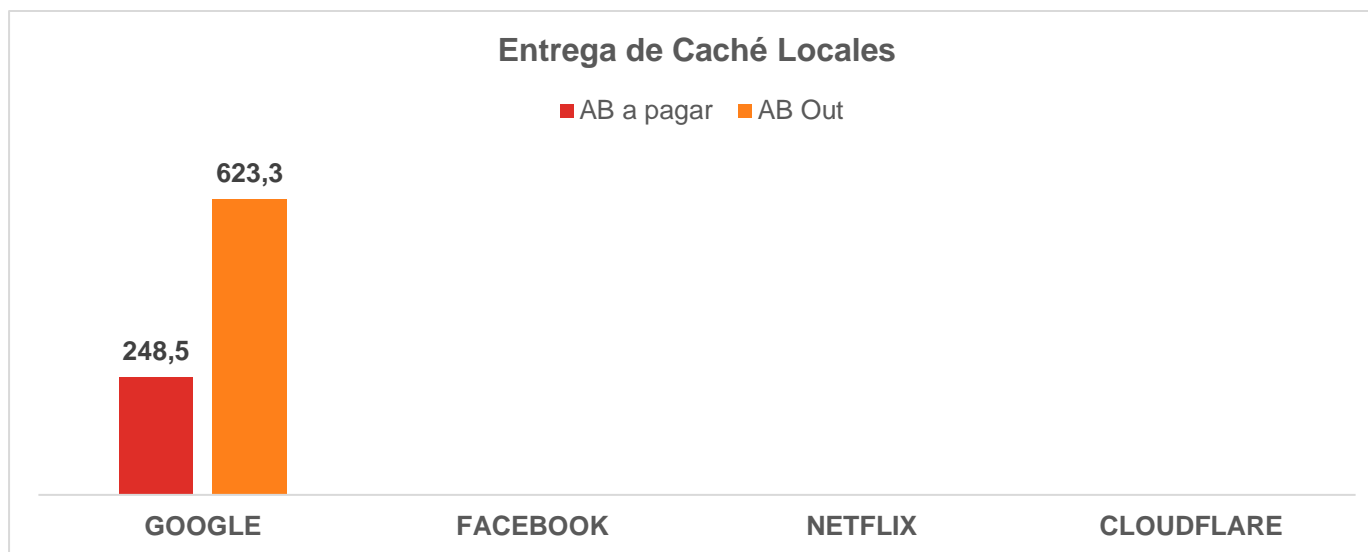 Entrega de Caché Locales
AB a pagar AB Out
623,3
248,5
GOOGLE FACEBOOK NETFLIX CLOUDFLARE